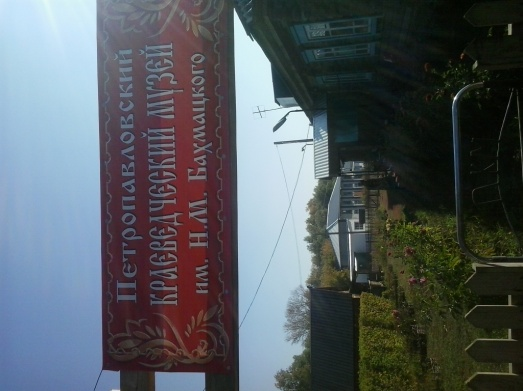 Петропавловский
КРАЕВЕДЧЕСКИЙ МУЗЕЙ
им. Н.М. Бахмацкого